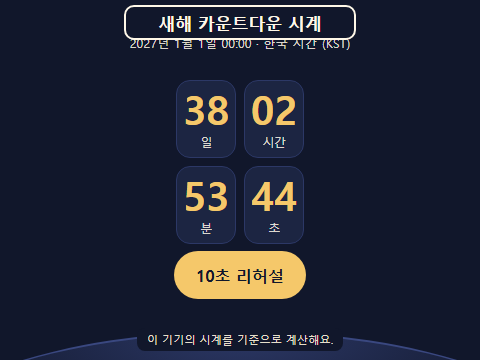 새해 카운트다운 시계
2027년 1월 1일 00:00 · 한국 시간 (KST)
38 02
일 시간
53 44
분 초
10초 리허설
이 기기의 시계를 기준으로 계산해요.